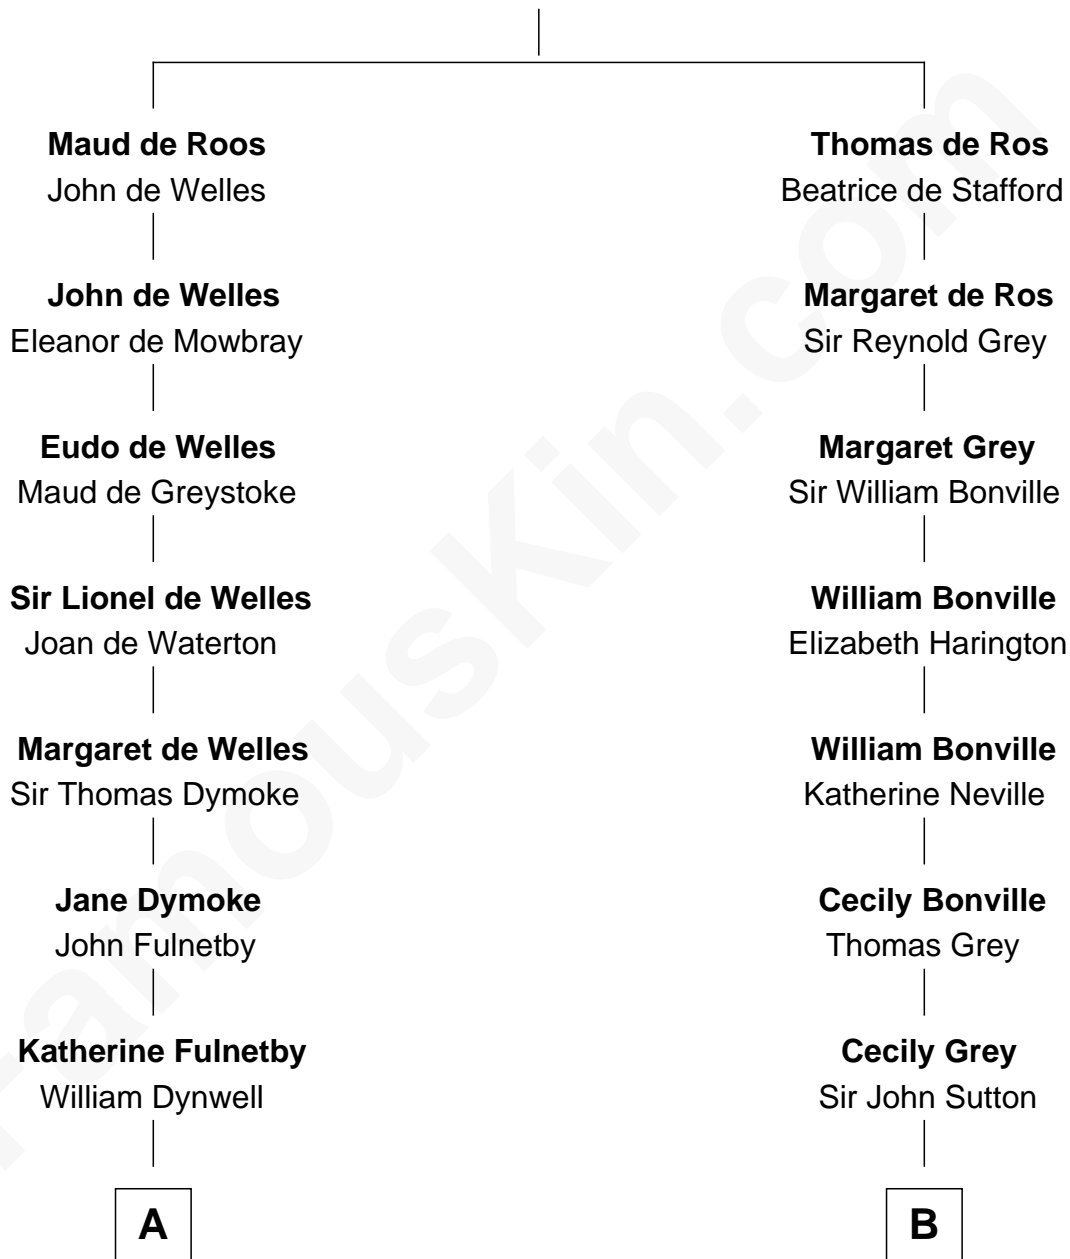 Maud de Roos
John de Welles
John de Welles
Eleanor de Mowbray
Eudo de Welles
Maud de Greystoke
Sir Lionel de Welles
Joan de Waterton
Margaret de Welles
Sir Thomas Dymoke
Jane Dymoke
John Fulnetby
Katherine Fulnetby
William Dynwell
A
Thomas de Ros
Beatrice de Stafford
Margaret de Ros
Sir Reynold Grey
Margaret Grey
Sir William Bonville
William Bonville
Elizabeth Harington
William Bonville
Katherine Neville
Cecily Bonville
Thomas Grey
Cecily Grey
Sir John Sutton
B
FamousKin.com